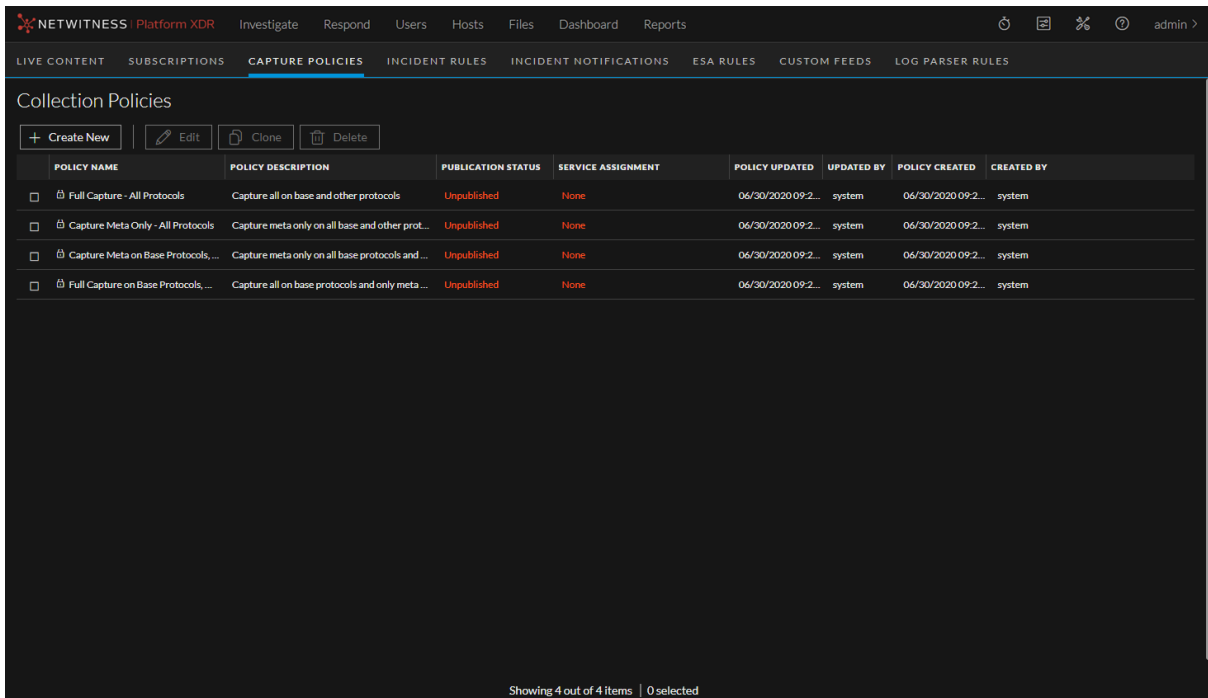 NETWITNESS Platform XDR Investigate Respond Users Hosts Files Dashboard Reports admin >
LIVE CONTENT SUBSCRIPTIONS CAPTURE POLICIES INCIDENT RULES INCIDENT NOTIFICATIONS ESA RULES CUSTOM FEEDS LOG PARSER RULES
Collection Policies
+ Create New Edit Clone Delete
POLICY NAME POLICY DESCRIPTION PUBLICATION STATUS SERVICE ASSIGNMENT POLICY UPDATED UPDATED BY POLICY CREATED CREATED BY
Full Capture - All Protocols Capture all on base and other protocols Unpublished None 06/30/2020 09:2... system 06/30/2020 09:2... system
Capture Meta Only - All Protocols Capture meta only on all base and other prot... Unpublished None 06/30/2020 09:2... system 06/30/2020 09:2... system
Capture Meta on Base Protocols, ... Capture meta only on all base protocols and ... Unpublished None 06/30/2020 09:2... system 06/30/2020 09:2... system
Full Capture on Base Protocols, ... Capture all on base protocols and only meta ... Unpublished None 06/30/2020 09:2... system 06/30/2020 09:2... system
Showing 4 out of 4 items | 0 selected